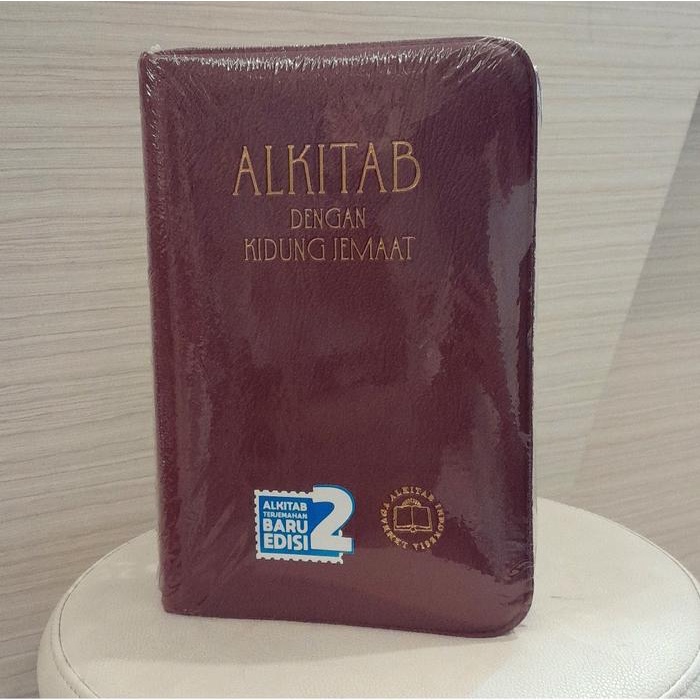 ALKITAB
DENGAN
KIDUNG JEMAAT
ALKITAB
TERJEMAHAN
BARU
EDISI 2
LEMBAGA ALKITAB INDONESIA